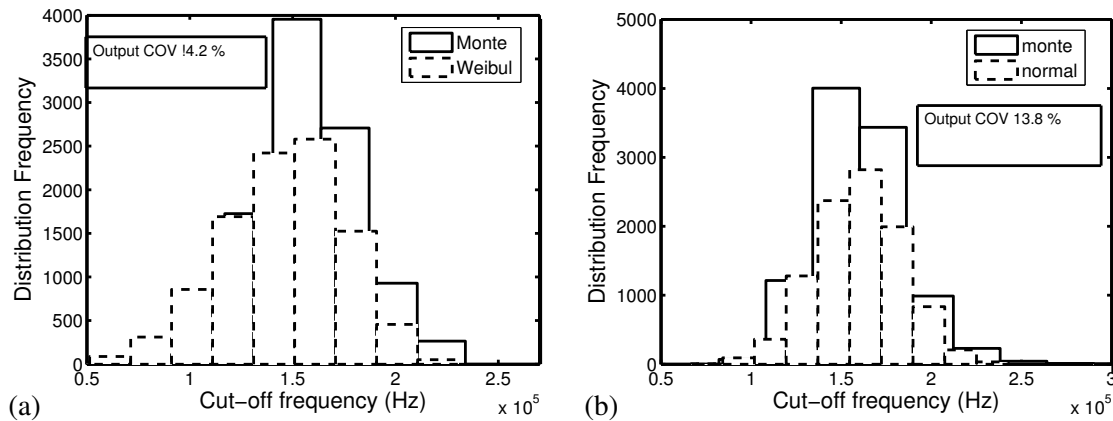 4000
3500
3000
2500
2000
1500
1000
500
0
Distribution Frequency
Output COV !4.2 %
Monte
Weibul
0.5 1 1.5 2 2.5
Cut−off frequency (Hz)
x 10^5
(a)
5000
4000
3000
2000
1000
0
Distribution Frequency
monte
normal
Output COV 13.8 %
0.5 1 1.5 2 2.5 3
Cut−off frequency (Hz)
x 10^5
(b)